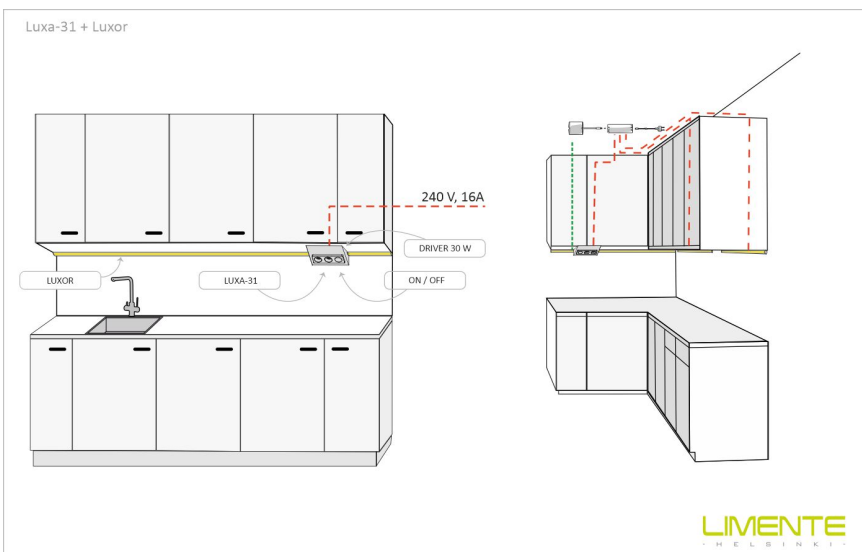 Luxa-31 + Luxor
240 V, 16A
DRIVER 30 W
LUXOR
LUXA-31
ON / OFF
LIMENTE
· HELSINKI ·